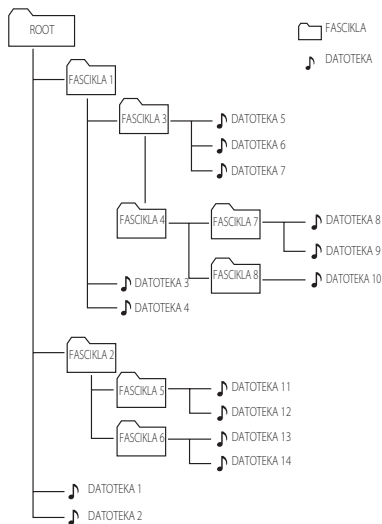 ROOT
FASCIKLA
DATOTEKA
FASCIKLA 1
FASCIKLA 3
DATOTEKA 5
DATOTEKA 6
DATOTEKA 7
FASCIKLA 4
FASCIKLA 7
DATOTEKA 8
DATOTEKA 9
FASCIKLA 8
DATOTEKA 10
DATOTEKA 3
DATOTEKA 4
FASCIKLA 2
FASCIKLA 5
DATOTEKA 11
DATOTEKA 12
FASCIKLA 6
DATOTEKA 13
DATOTEKA 14
DATOTEKA 1
DATOTEKA 2